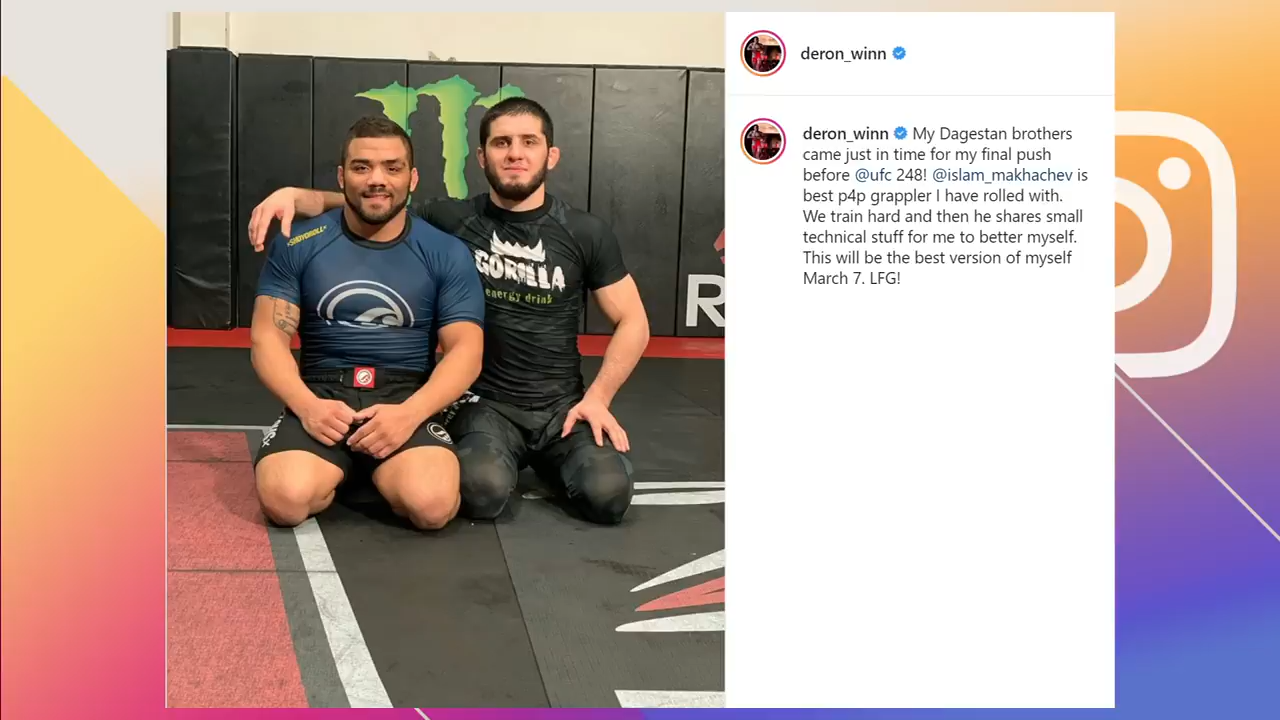 deron_winn
deron_winn My Dagestan brothers
came just in time for my final push
before @ufc 248! @islam_makhachev is
best p4p grappler I have rolled with.
We train hard and then he shares small
technical stuff for me to better myself.
This will be the best version of myself
March 7. LFG!
SHOYOROLL
GORILLA
energy drink
R